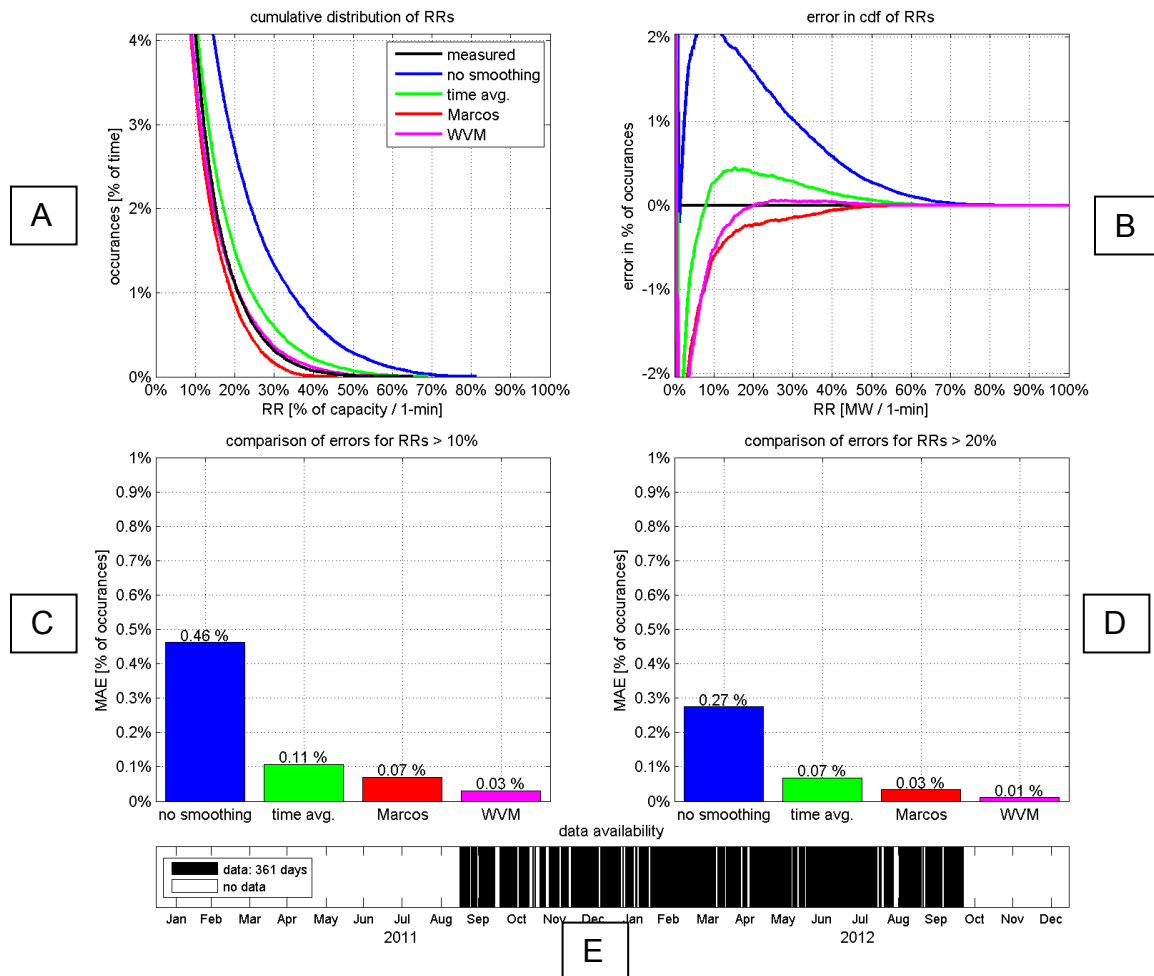 cumulative distribution of RRs
4%
3%
2%
1%
0%
occurances [% of time]
measured
no smoothing
time avg.
Marcos
WVM
0% 10% 20% 30% 40% 50% 60% 70% 80% 90% 100%
RR [% of capacity / 1-min]
A
error in cdf of RRs
2%
1%
0%
-1%
-2%
error in % of occurances
0% 10% 20% 30% 40% 50% 60% 70% 80% 90% 100%
RR [MW / 1-min]
B
comparison of errors for RRs > 10%
1%
0.9%
0.8%
0.7%
0.6%
0.5%
0.4%
0.3%
0.2%
0.1%
0%
MAE [% of occurances]
0.46 %
0.11 %
0.07 %
0.03 %
no smoothing time avg. Marcos WVM
C
comparison of errors for RRs > 20%
1%
0.9%
0.8%
0.7%
0.6%
0.5%
0.4%
0.3%
0.2%
0.1%
0%
MAE [% of occurances]
0.27 %
0.07 %
0.03 %
0.01 %
no smoothing time avg. Marcos WVM
D
data availability
data: 361 days
no data
Jan Feb Mar Apr May Jun Jul Aug Sep Oct Nov Dec Jan Feb Mar Apr May Jun Jul Aug Sep Oct Nov Dec
2011 2012
E